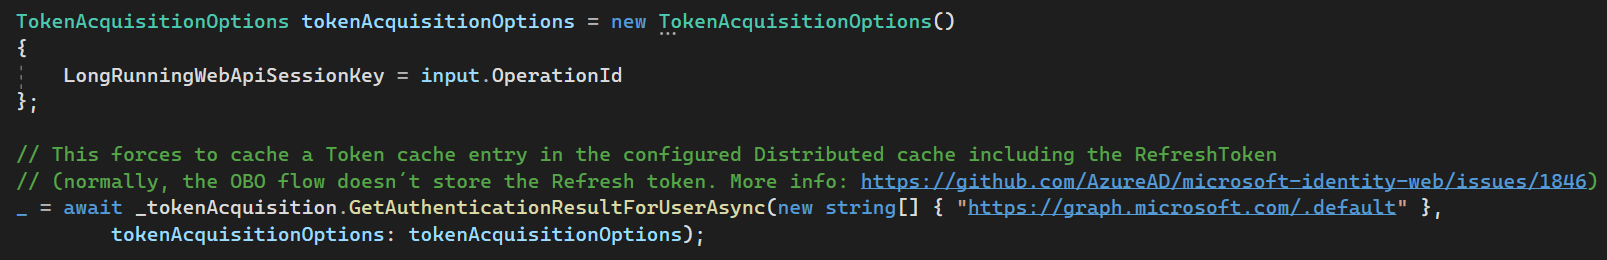 TokenAcquisitionOptions tokenAcquisitionOptions = new TokenAcquisitionOptions()
{
    LongRunningWebApiSessionKey = input.OperationId
};

// This forces to cache a Token cache entry in the configured Distributed cache including the RefreshToken
// (normally, the OBO flow doesn´t store the Refresh token. More info: https://github.com/AzureAD/microsoft-identity-web/issues/1846)
_ = await _tokenAcquisition.GetAuthenticationResultForUserAsync(new string[] { "https://graph.microsoft.com/.default" },
        tokenAcquisitionOptions: tokenAcquisitionOptions);